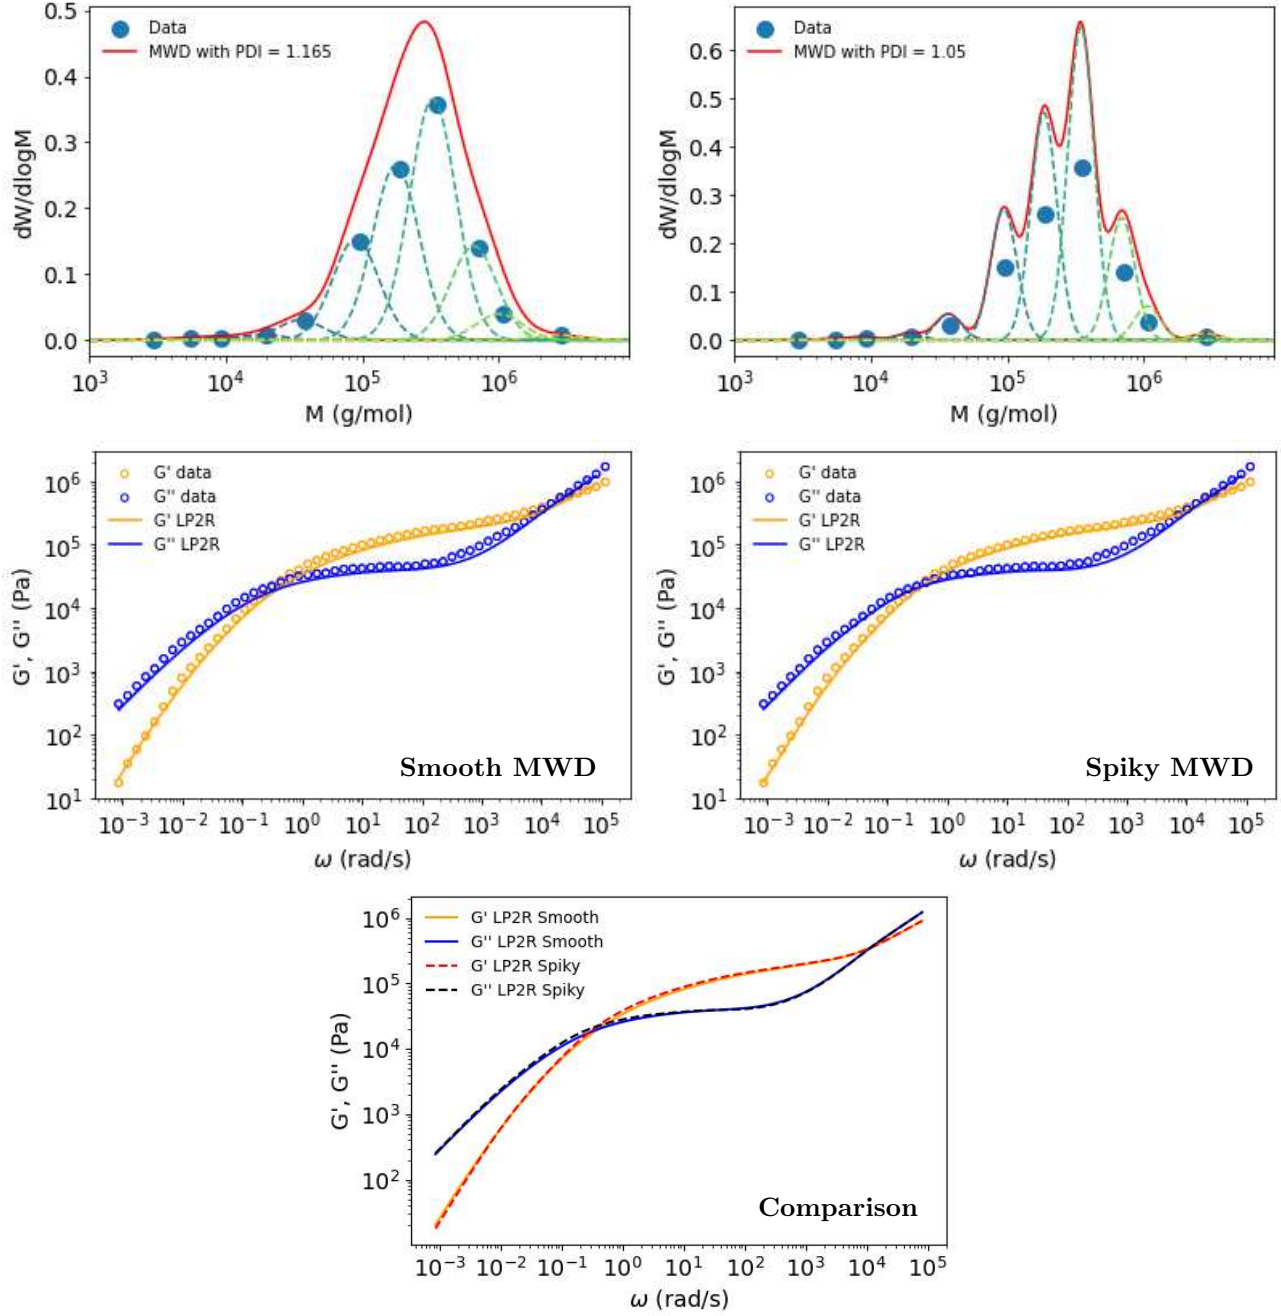 Data
MWD with PDI = 1.165
0.5
0.4
0.3
0.2
0.1
0.0
dW/dlogM
10³ 10⁴ 10⁵ 10⁶
M (g/mol)
Data
MWD with PDI = 1.05
0.6
0.5
0.4
0.3
0.2
0.1
0.0
dW/dlogM
10³ 10⁴ 10⁵ 10⁶
M (g/mol)
G' data
G'' data
G' LP2R
G'' LP2R
10⁶
10⁵
10⁴
10³
10²
10¹
G', G'' (Pa)
Smooth MWD
10⁻³ 10⁻² 10⁻¹ 10⁰ 10¹ 10² 10³ 10⁴ 10⁵
ω (rad/s)
G' data
G'' data
G' LP2R
G'' LP2R
10⁶
10⁵
10⁴
10³
10²
10¹
G', G'' (Pa)
Spiky MWD
10⁻³ 10⁻² 10⁻¹ 10⁰ 10¹ 10² 10³ 10⁴ 10⁵
ω (rad/s)
G' LP2R Smooth
G'' LP2R Smooth
G' LP2R Spiky
G'' LP2R Spiky
10⁶
10⁵
10⁴
10³
10²
G', G'' (Pa)
Comparison
10⁻³ 10⁻² 10⁻¹ 10⁰ 10¹ 10² 10³ 10⁴ 10⁵
ω (rad/s)